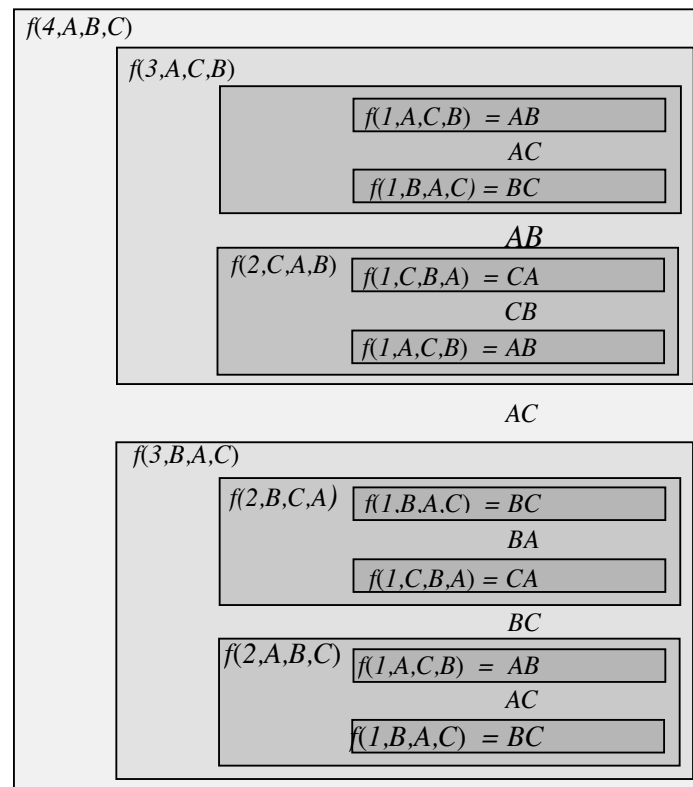 f(4,A,B,C)
f(3,A,C,B)
f(1,A,C,B) = AB
AC
f(1,B,A,C) = BC
AB
f(2,C,A,B) f(1,C,B,A) = CA
CB
f(1,A,C,B) = AB
AC
f(3,B,A,C)
f(2,B,C,A) f(1,B,A,C) = BC
BA
f(1,C,B,A) = CA
BC
f(2,A,B,C) f(1,A,C,B) = AB
AC
f(1,B,A,C) = BC